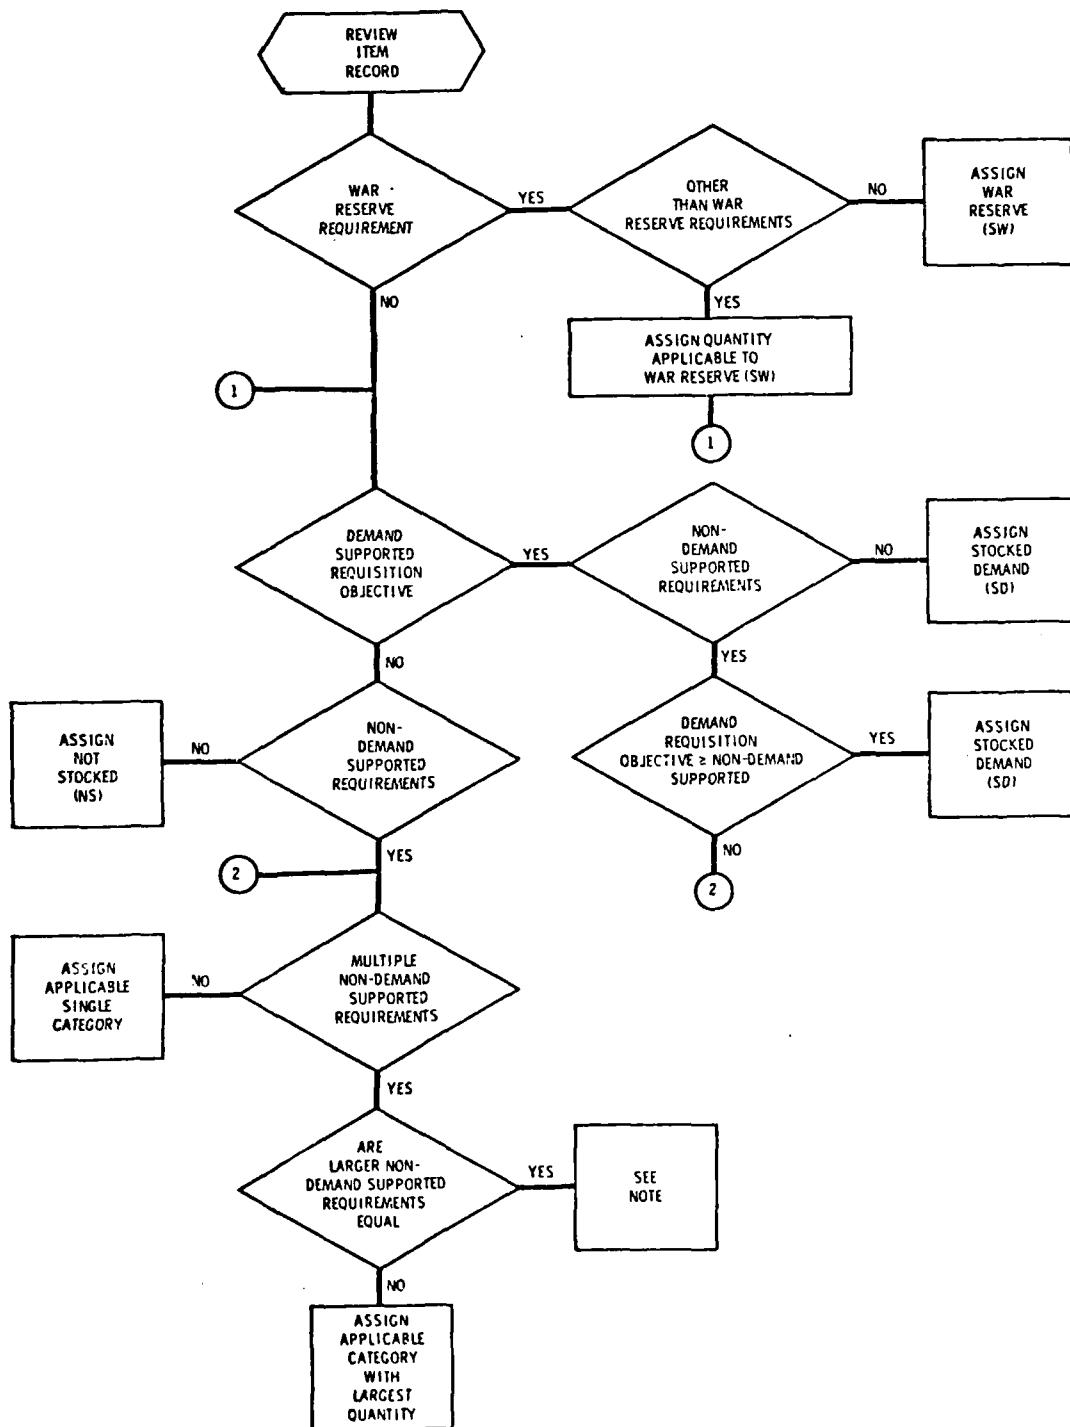 REVIEW
ITEM
RECORD
WAR
RESERVE
REQUIREMENT
YES
OTHER
THAN WAR
RESERVE REQUIREMENTS
NO
ASSIGN
WAR
RESERVE
(SW)
NO
YES
ASSIGN QUANTITY
APPLICABLE TO
WAR RESERVE (SW)
1
1
DEMAND
SUPPORTED
REQUISITION
OBJECTIVE
YES
NON-
DEMAND
SUPPORTED
REQUIREMENTS
NO
ASSIGN
STOCKED
DEMAND
(SD)
NO
YES
ASSIGN
NOT
STOCKED
(NS)
NO
NON-
DEMAND
SUPPORTED
REQUIREMENTS
DEMAND
REQUISITION
OBJECTIVE ≥ NON-DEMAND
SUPPORTED
YES
ASSIGN
STOCKED
DEMAND
(SD)
YES
NO
2
2
ASSIGN
APPLICABLE
SINGLE
CATEGORY
NO
MULTIPLE
NON-DEMAND
SUPPORTED
REQUIREMENTS
YES
ARE
LARGER NON-
DEMAND SUPPORTED
REQUIREMENTS
EQUAL
YES
SEE
NOTE
NO
ASSIGN
APPLICABLE
CATEGORY
WITH
LARGEST
QUANTITY